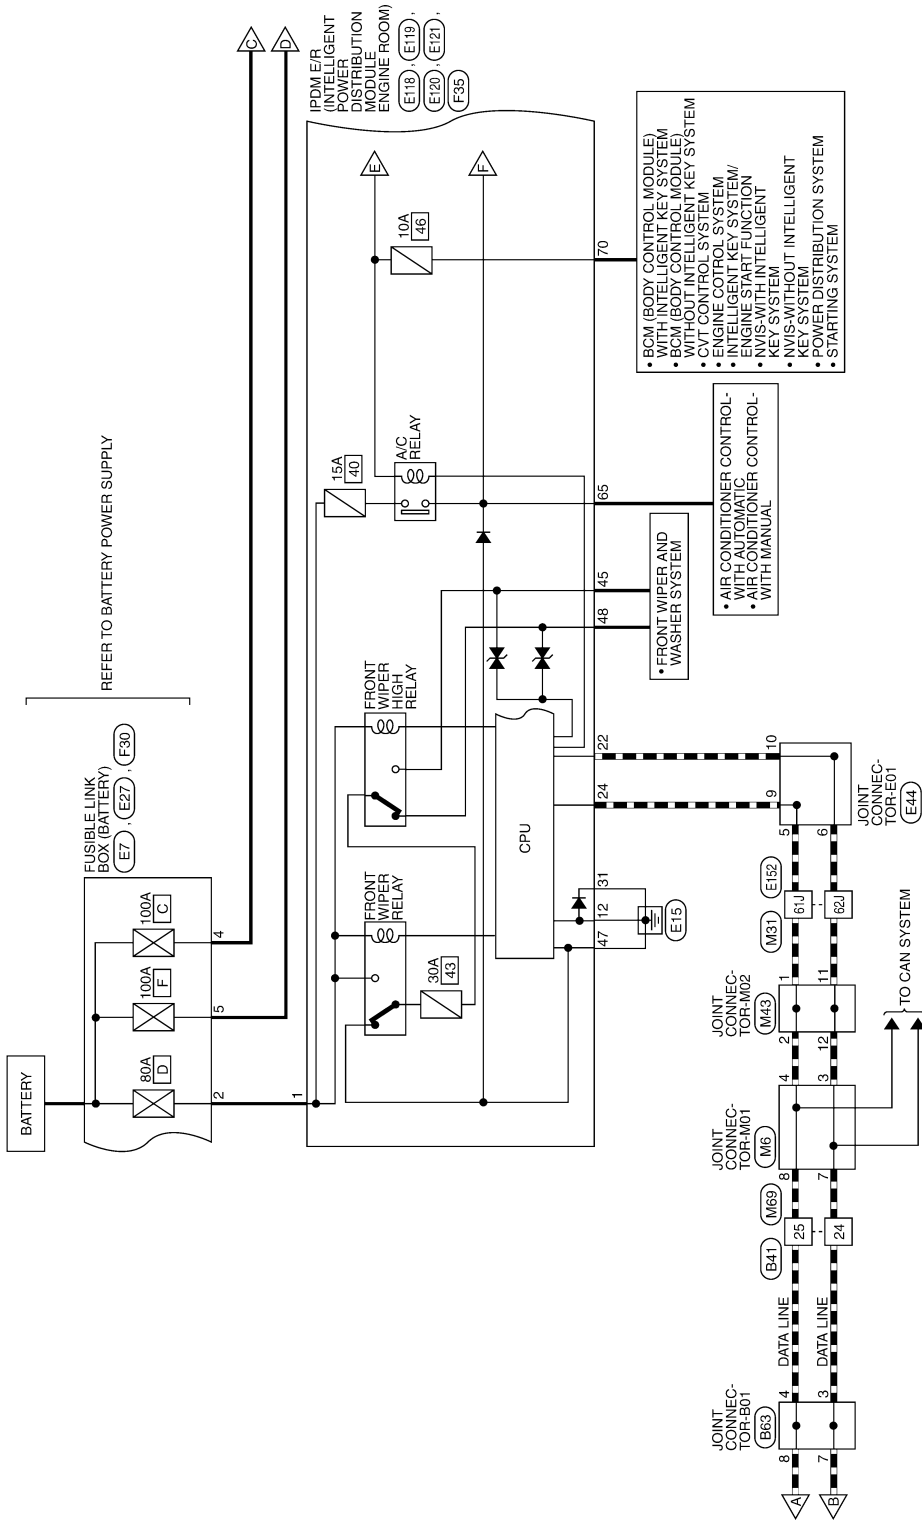 BATTERY
FUSIBLE LINK
BOX (BATTERY)
E7 , E27 , F30
80A
D
100A
F
100A
C
2
5
4
REFER TO BATTERY POWER SUPPLY
C
D
IPDM E/R
(INTELLIGENT
POWER
DISTRIBUTION
MODULE
ENGINE ROOM)
E118 , E119 ,
E120 , E121 ,
F35
1
FRONT
WIPER
RELAY
30A
43
FRONT
WIPER
HIGH
RELAY
15A
40
A/C
RELAY
10A
46
E
F
CPU
47
12
31
24
22
48
45
65
70
E15
• FRONT WIPER AND
WASHER SYSTEM
• AIR CONDITIONER CONTROL-
WITH AUTOMATIC
• AIR CONDITIONER CONTROL-
WITH MANUAL
• BCM (BODY CONTROL MODULE)
WITH INTELLIGENT KEY SYSTEM
• BCM (BODY CONTROL MODULE)
WITHOUT INTELLIGENT KEY SYSTEM
• CVT CONTROL SYSTEM
• ENGINE COTROL SYSTEM
• INTELLIGENT KEY SYSTEM/
ENGINE START FUNCTION
• NVIS-WITH INTELLIGENT
KEY SYSTEM
• NVIS-WITHOUT INTELLIGENT
KEY SYSTEM
• POWER DISTRIBUTION SYSTEM
• STARTING SYSTEM
JOINT
CONNEC-
TOR-B01
B63
8
4
7
3
A
B
DATA LINE
DATA LINE
B41
M69
25
24
JOINT
CONNEC-
TOR-M01
M6
8
4
7
3
JOINT
CONNEC-
TOR-M02
M43
2
1
12
11
M31
E152
61J
62J
5
9
6
10
JOINT
CONNEC-
TOR-E01
E44
TO CAN SYSTEM